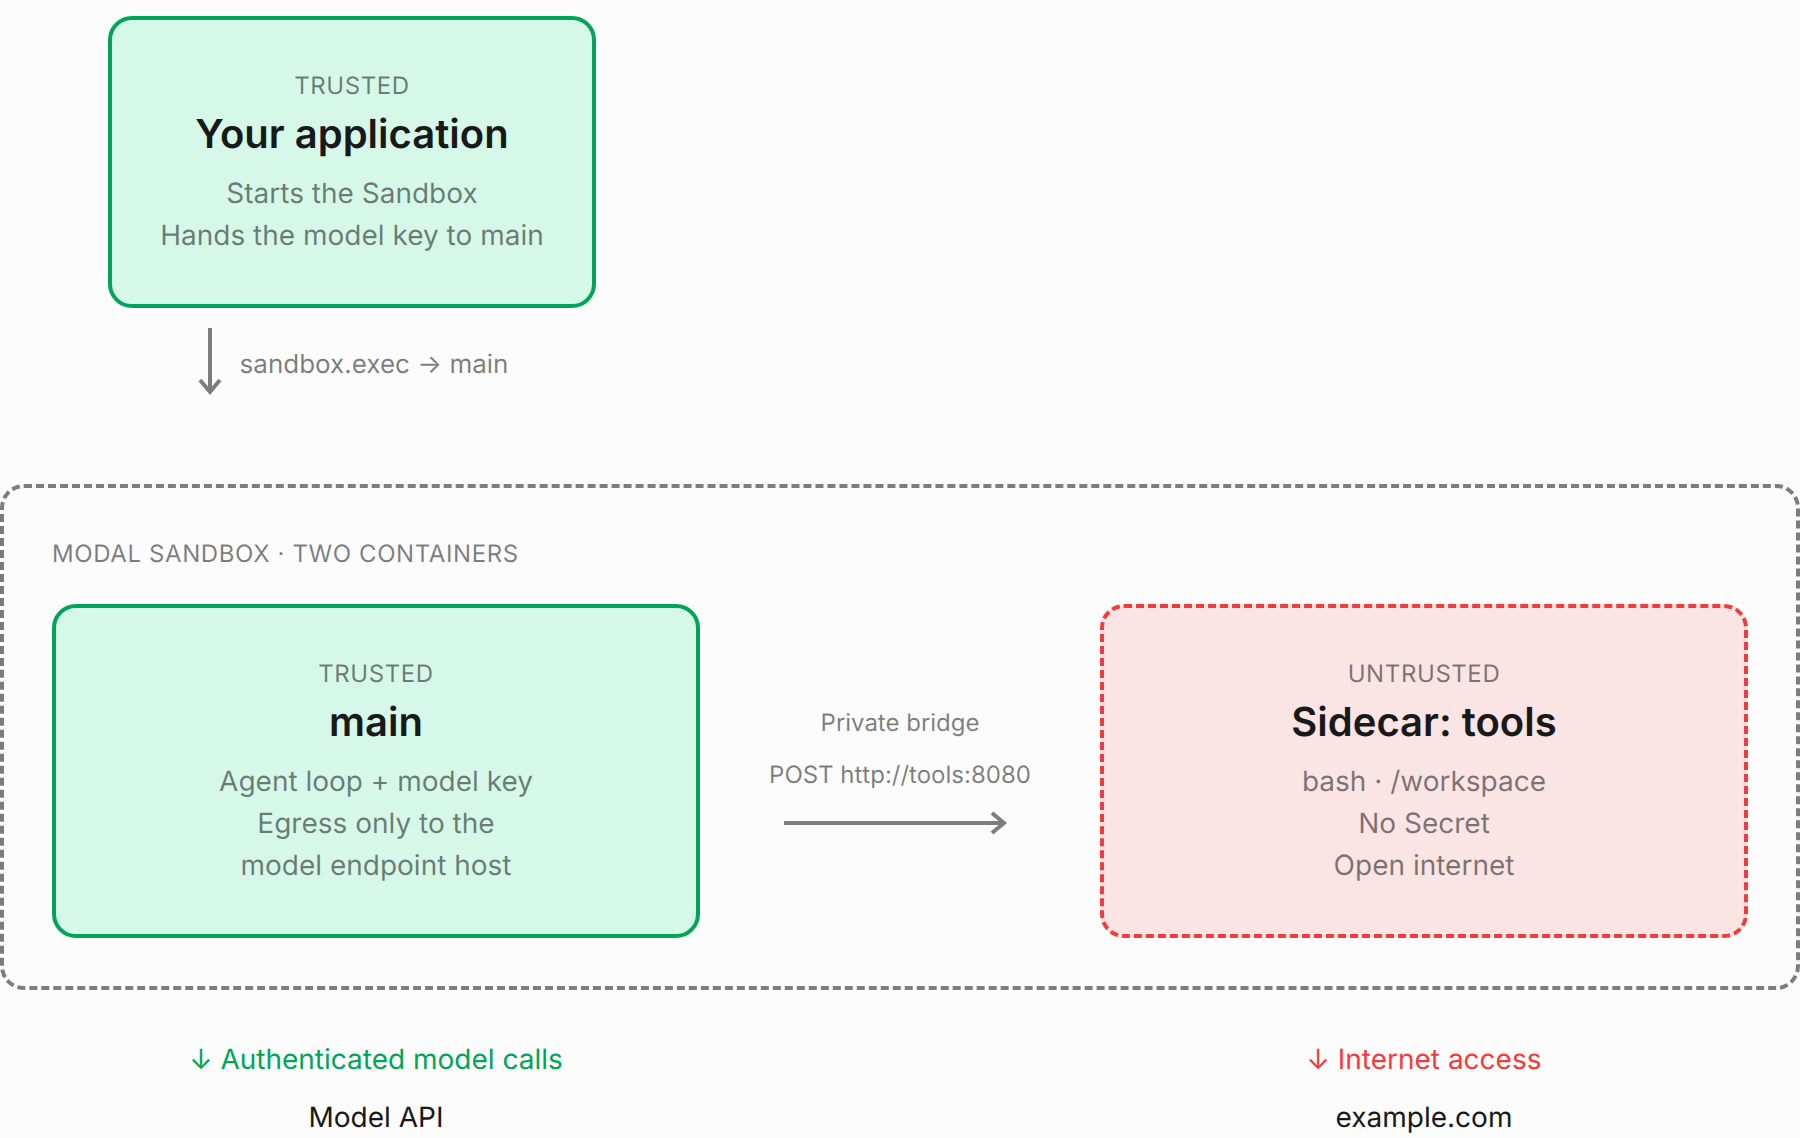 TRUSTED
Your application
Starts the Sandbox
Hands the model key to main
sandbox.exec → main
MODAL SANDBOX · TWO CONTAINERS
TRUSTED
main
Agent loop + model key
Egress only to the
model endpoint host
Private bridge
POST http://tools:8080
UNTRUSTED
Sidecar: tools
bash · /workspace
No Secret
Open internet
↓ Authenticated model calls
Model API
↓ Internet access
example.com